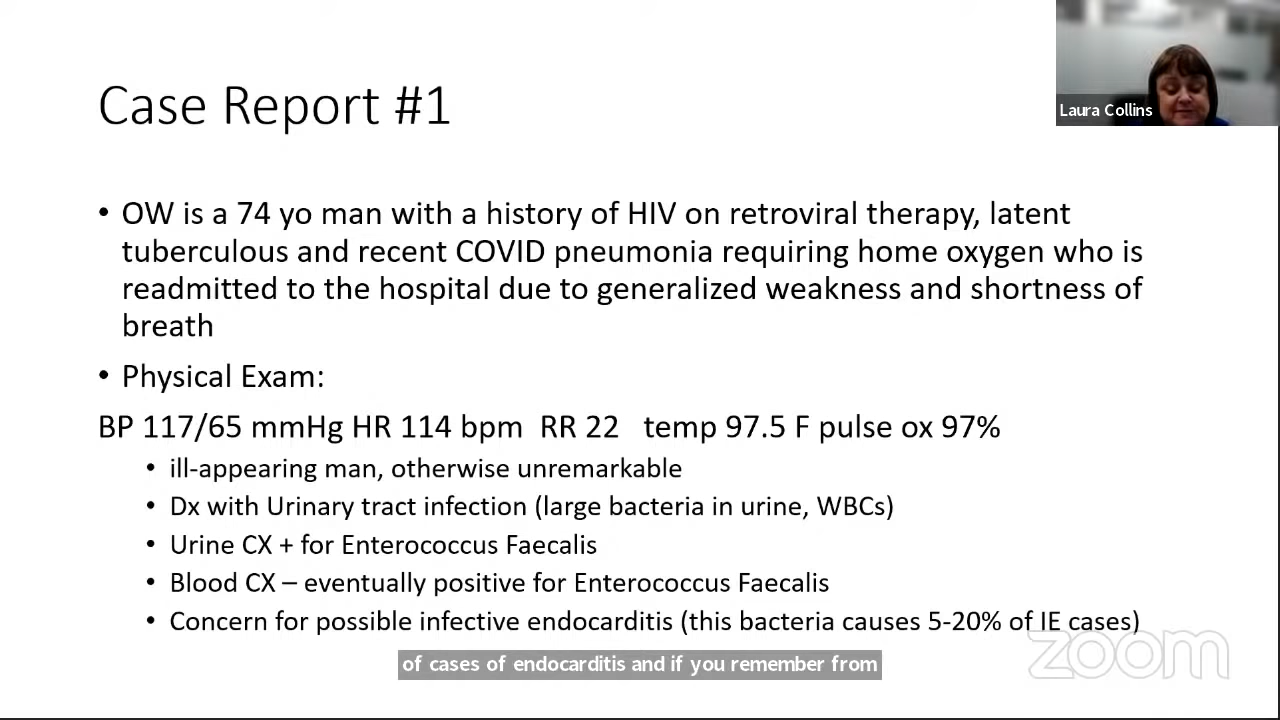 Case Report #1
Laura Collins
• OW is a 74 yo man with a history of HIV on retroviral therapy, latent
tuberculous and recent COVID pneumonia requiring home oxygen who is
readmitted to the hospital due to generalized weakness and shortness of
breath
• Physical Exam:
BP 117/65 mmHg HR 114 bpm RR 22 temp 97.5 F pulse ox 97%
• ill-appearing man, otherwise unremarkable
• Dx with Urinary tract infection (large bacteria in urine, WBCs)
• Urine CX + for Enterococcus Faecalis
• Blood CX – eventually positive for Enterococcus Faecalis
• Concern for possible infective endocarditis (this bacteria causes 5-20% of IE cases)
of cases of endocarditis and if you remember from
zoom